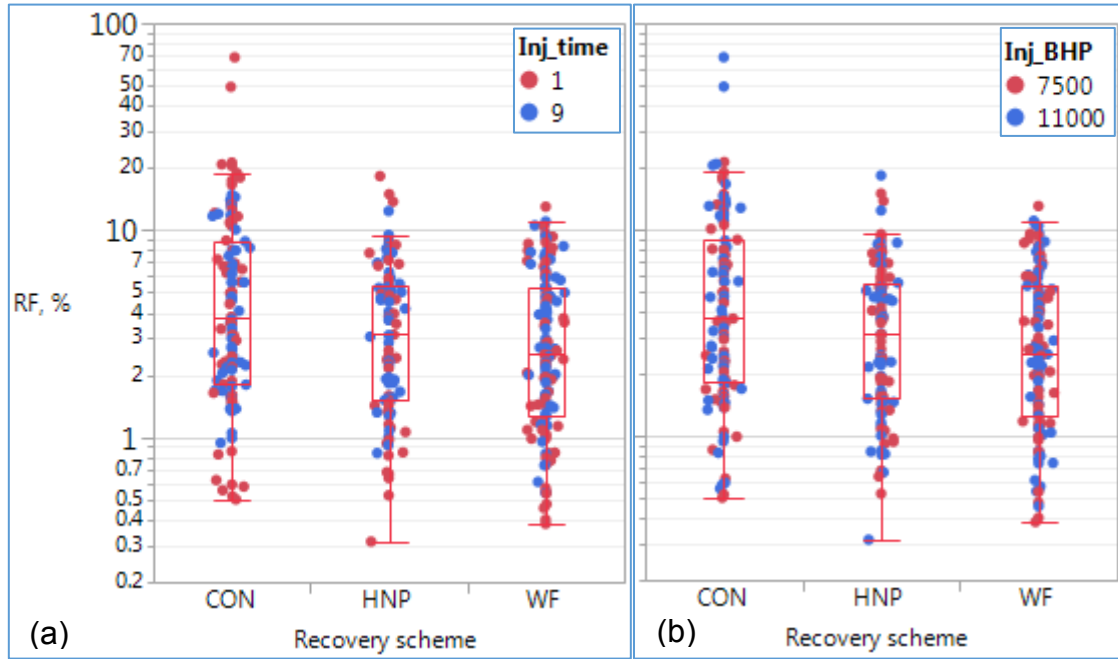 100
70
50
40
30
20
10
7
5
4
3
2
1
0.7
0.5
0.4
0.3
0.2
RF, %
Inj_time
1
9
CON HNP WF
Recovery scheme
(a)
Inj_BHP
7500
11000
CON HNP WF
Recovery scheme
(b)